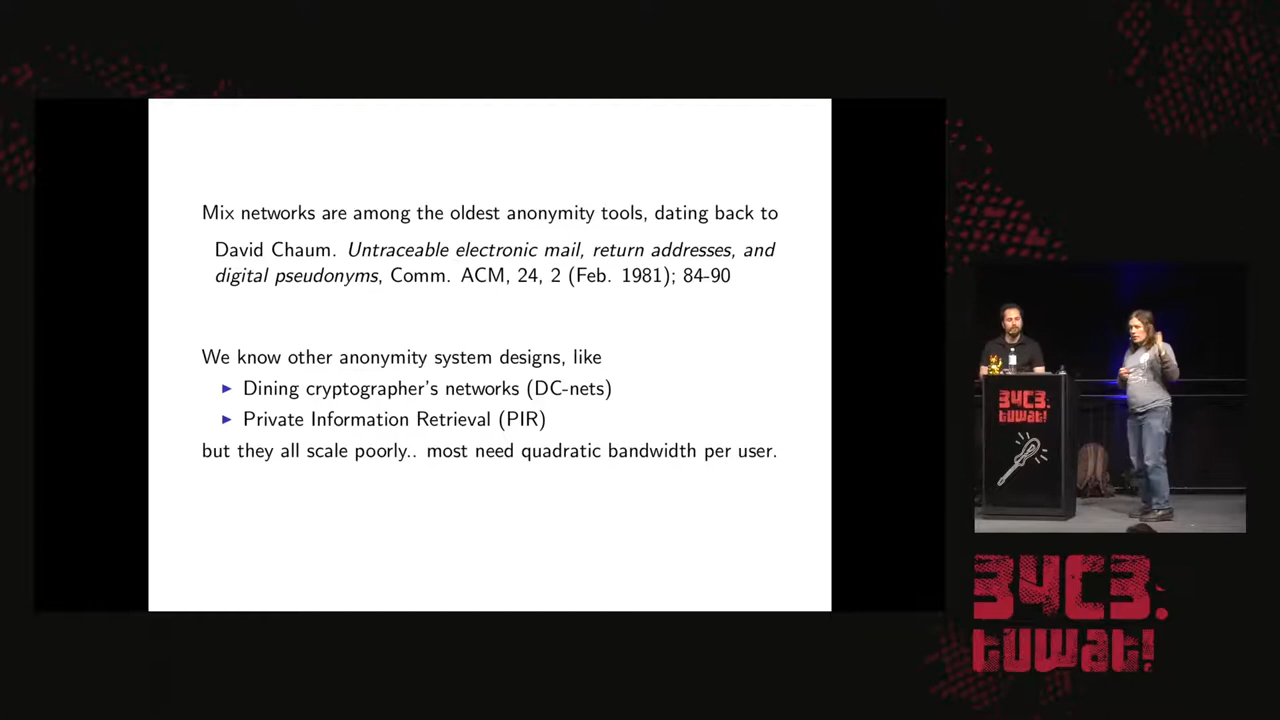 Mix networks are among the oldest anonymity tools, dating back to
David Chaum. Untraceable electronic mail, return addresses, and
digital pseudonyms, Comm. ACM, 24, 2 (Feb. 1981); 84-90
We know other anonymity system designs, like
▶ Dining cryptographer's networks (DC-nets)
▶ Private Information Retrieval (PIR)
but they all scale poorly.. most need quadratic bandwidth per user.
34C3.
tuwat!
34C3.
tuwat!